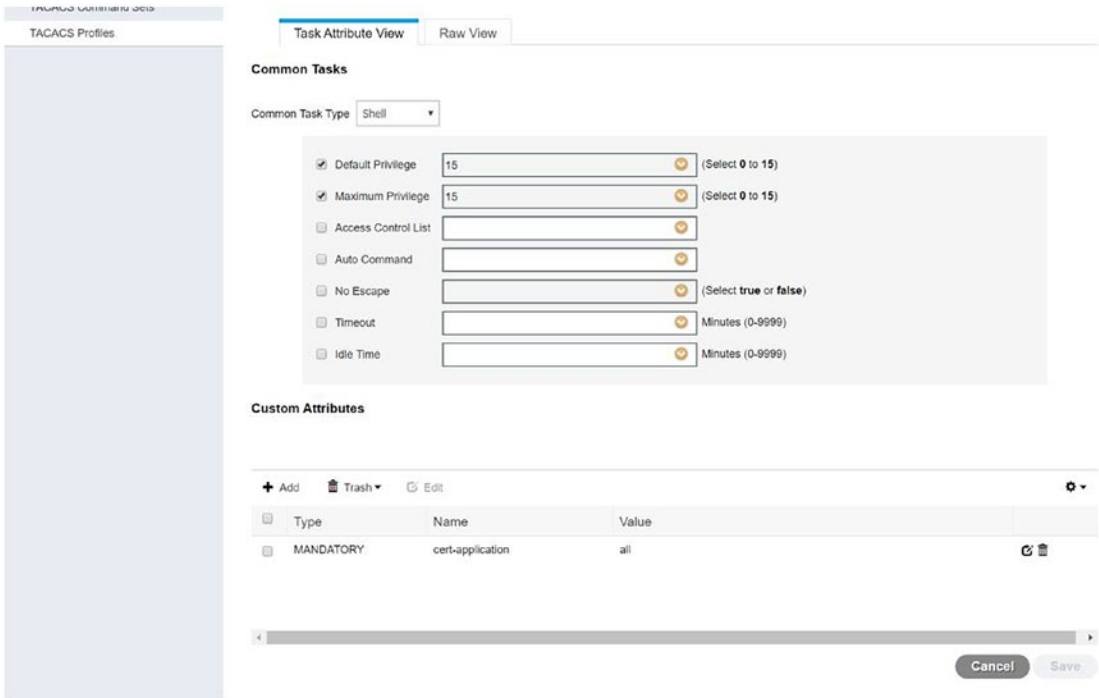 TACACS Command Sets
TACACS Profiles
Task Attribute View
Raw View
Common Tasks
Common Task Type Shell
Default Privilege 15 (Select 0 to 15)
Maximum Privilege 15 (Select 0 to 15)
Access Control List
Auto Command
No Escape (Select true or false)
Timeout Minutes (0-9999)
Idle Time Minutes (0-9999)
Custom Attributes
Add Trash Edit
Type Name Value
MANDATORY cert-application all
Cancel Save